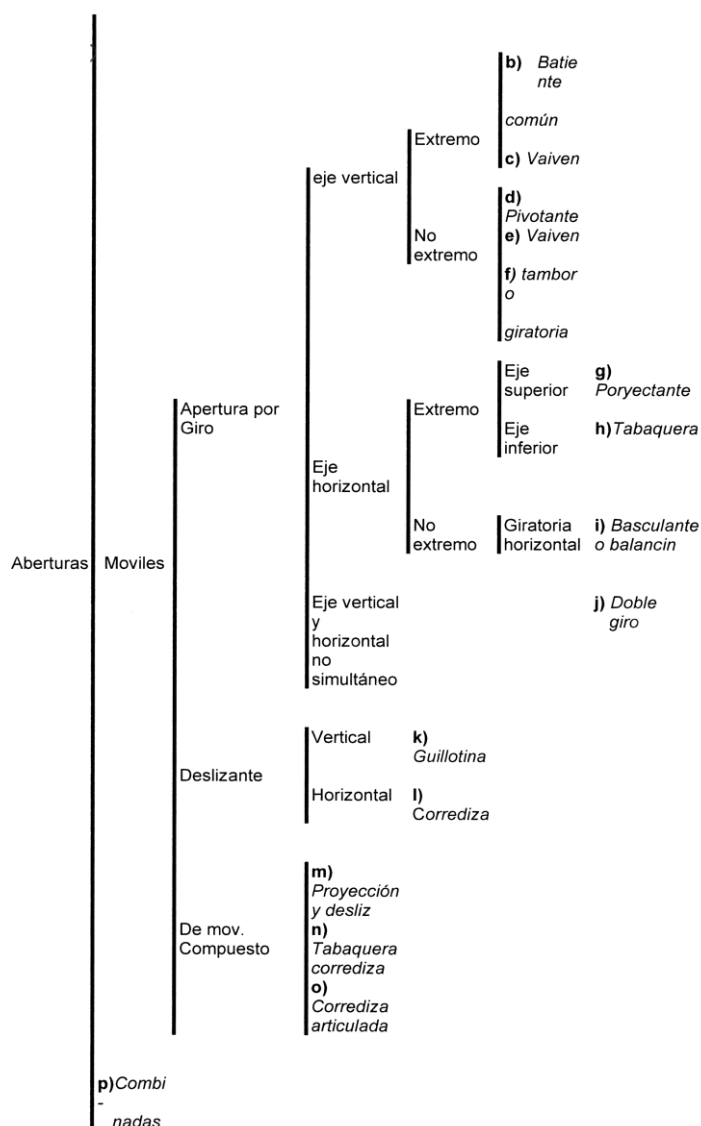 b) Batie
nte
común
Extremo
c) Vaiven
eje vertical
d)
Pivotante
No
extremo
e) Vaiven
f) tambor
o
giratoria
Eje
superior
g)
Poryectante
Apertura por
Giro
Extremo
Eje
inferior
h)Tabaquera
Eje
horizontal
No
extremo
Giratoria
horizontal
i) Basculante
o balancin
Aberturas
Moviles
Eje vertical
y
horizontal
no
simultáneo
j) Doble
giro
Vertical
k)
Guillotina
Deslizante
Horizontal
l)
Corrediza
m)
Proyección
y desliz
De mov.
Compuesto
n)
Tabaquera
corrediza
o)
Corrediza
articulada
p)Combi
-
nadas